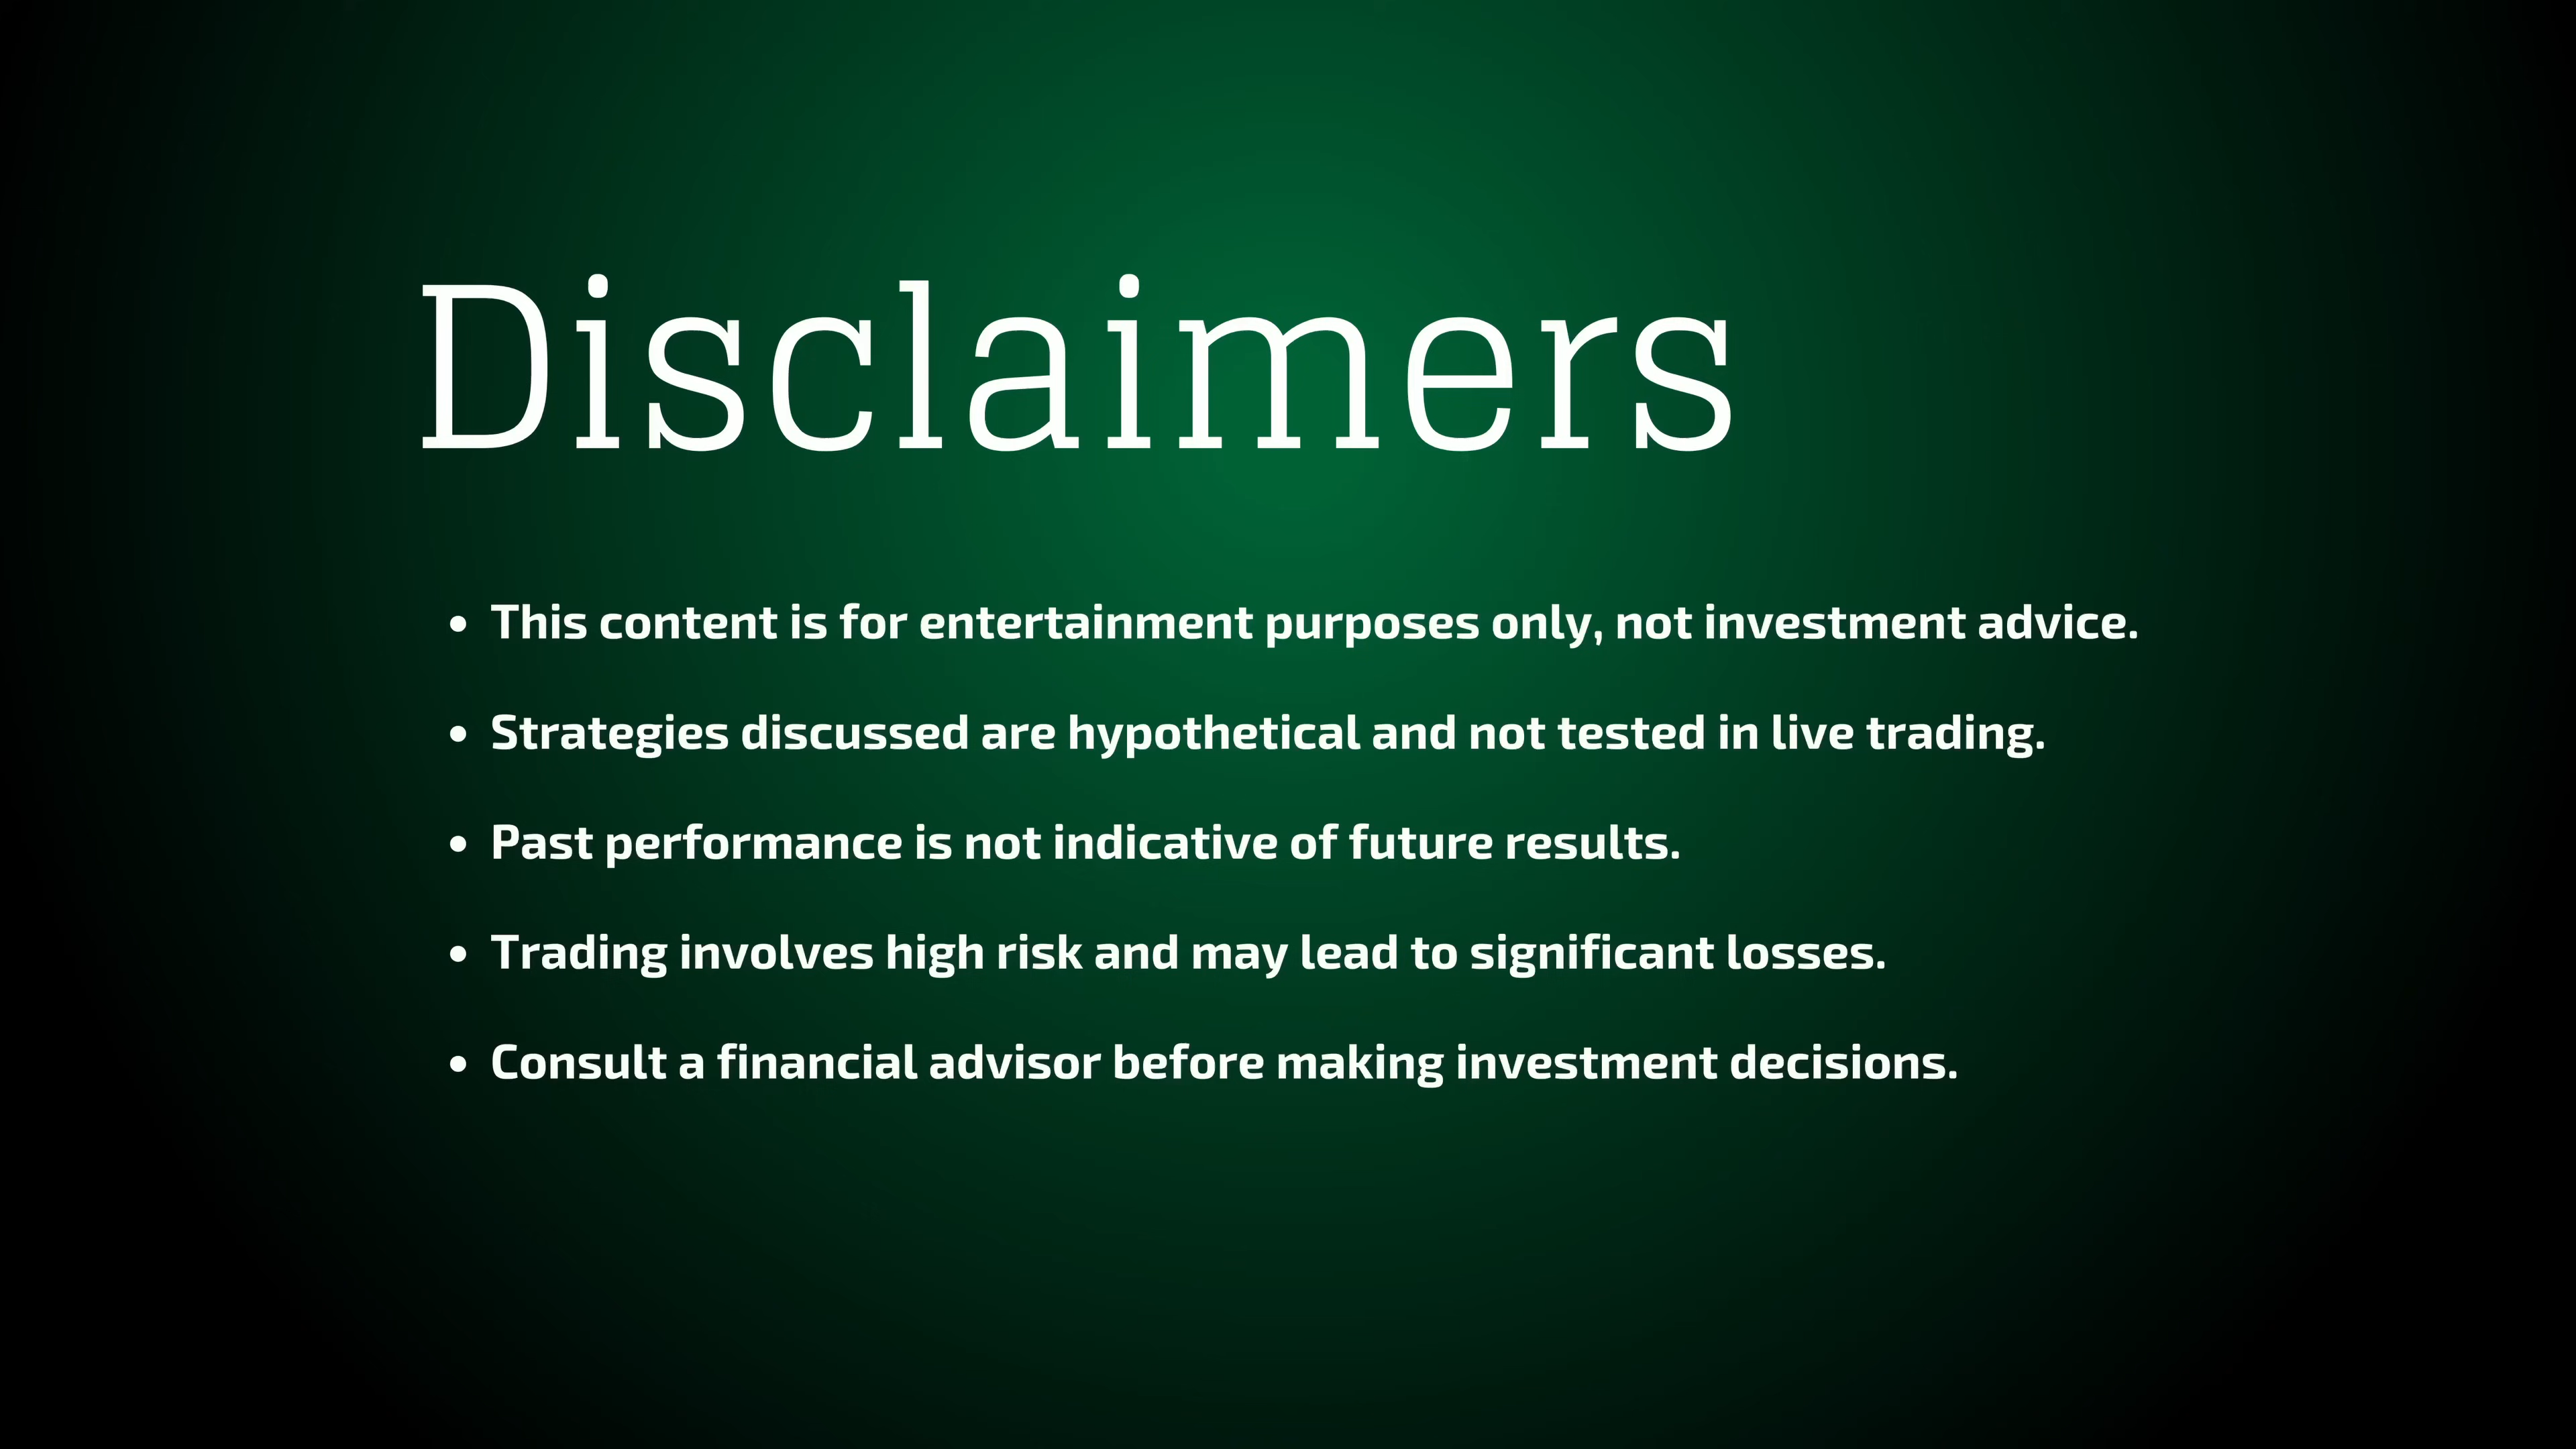 Disclaimers
• This content is for entertainment purposes only, not investment advice.
• Strategies discussed are hypothetical and not tested in live trading.
• Past performance is not indicative of future results.
• Trading involves high risk and may lead to significant losses.
• Consult a financial advisor before making investment decisions.